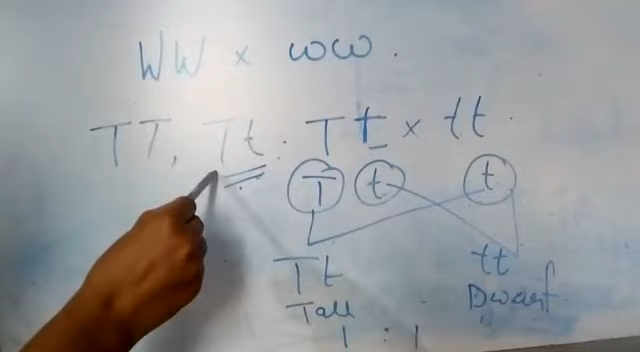 WW × ww.
TT, Tt. Tt × tt.
T t t
Tt tt
Tall Dwarf.
1 : 1